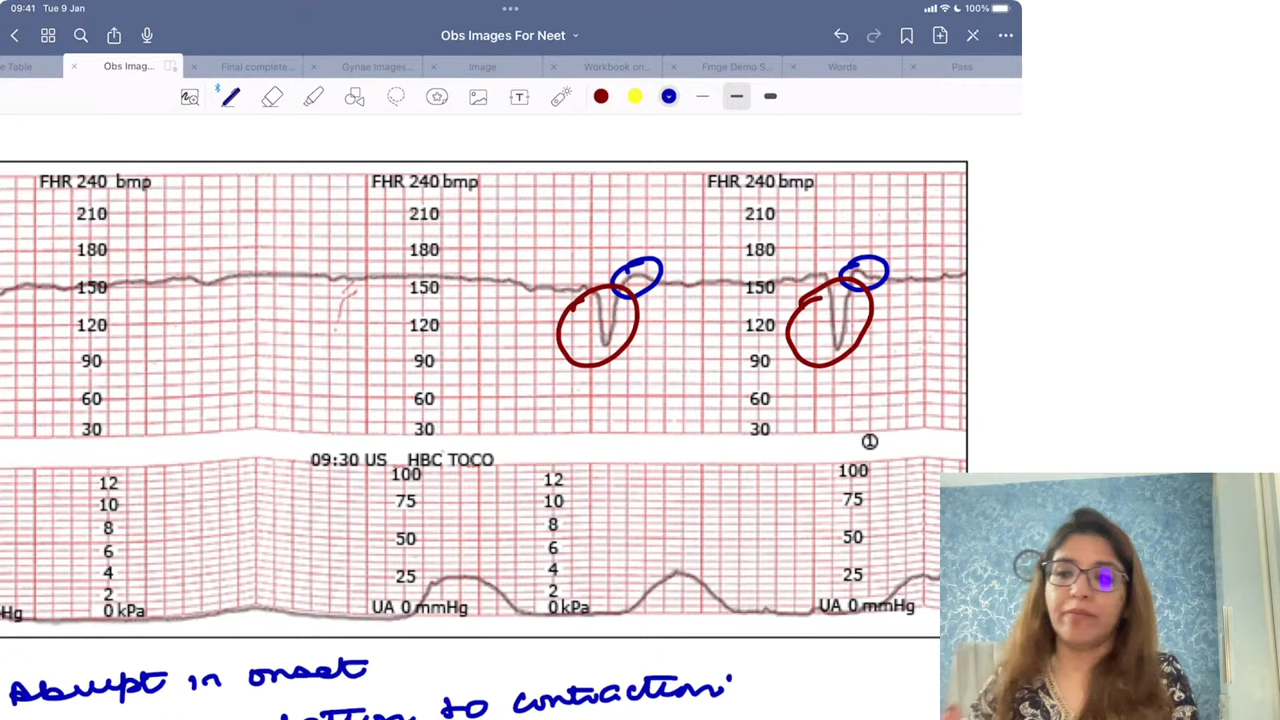 09:41 Tue 9 Jan
100%
Obs Images For Neet
e Table
Obs Imag...
Final complete...
Gynae Images...
Image
Workbook on...
Fmge Demo S...
Words
Pass
FHR 240 bmp FHR 240 bmp FHR 240 bmp
210 210 210
180 180 180
150 150 150
120 120 120
90 90 90
60 60 60
30 30 30
1
09:30 US HBC TOCO
12 100 12 100
10 75 10 75
8 8
6 50 6 50
4 25 4 25
2 2
Hg 0 kPa UA 0 mmHg 0 kPa UA 0 mmHg
Abrupt in onset
to contraction